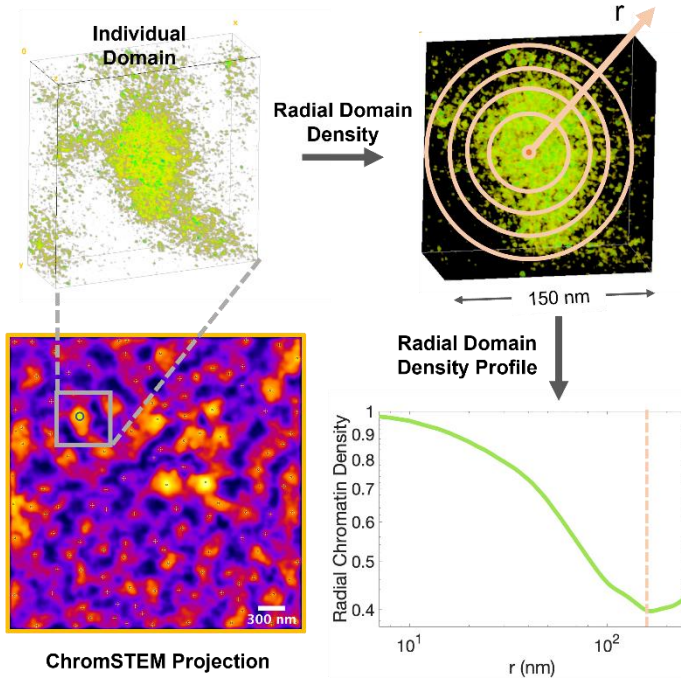 Individual
Domain
O
x
y
Radial Domain
Density
r
150 nm
Radial Domain
Density Profile
300 nm
ChromSTEM Projection
Radial Chromatin Density
1
0.9
0.8
0.7
0.6
0.5
0.4
10¹
10²
r (nm)